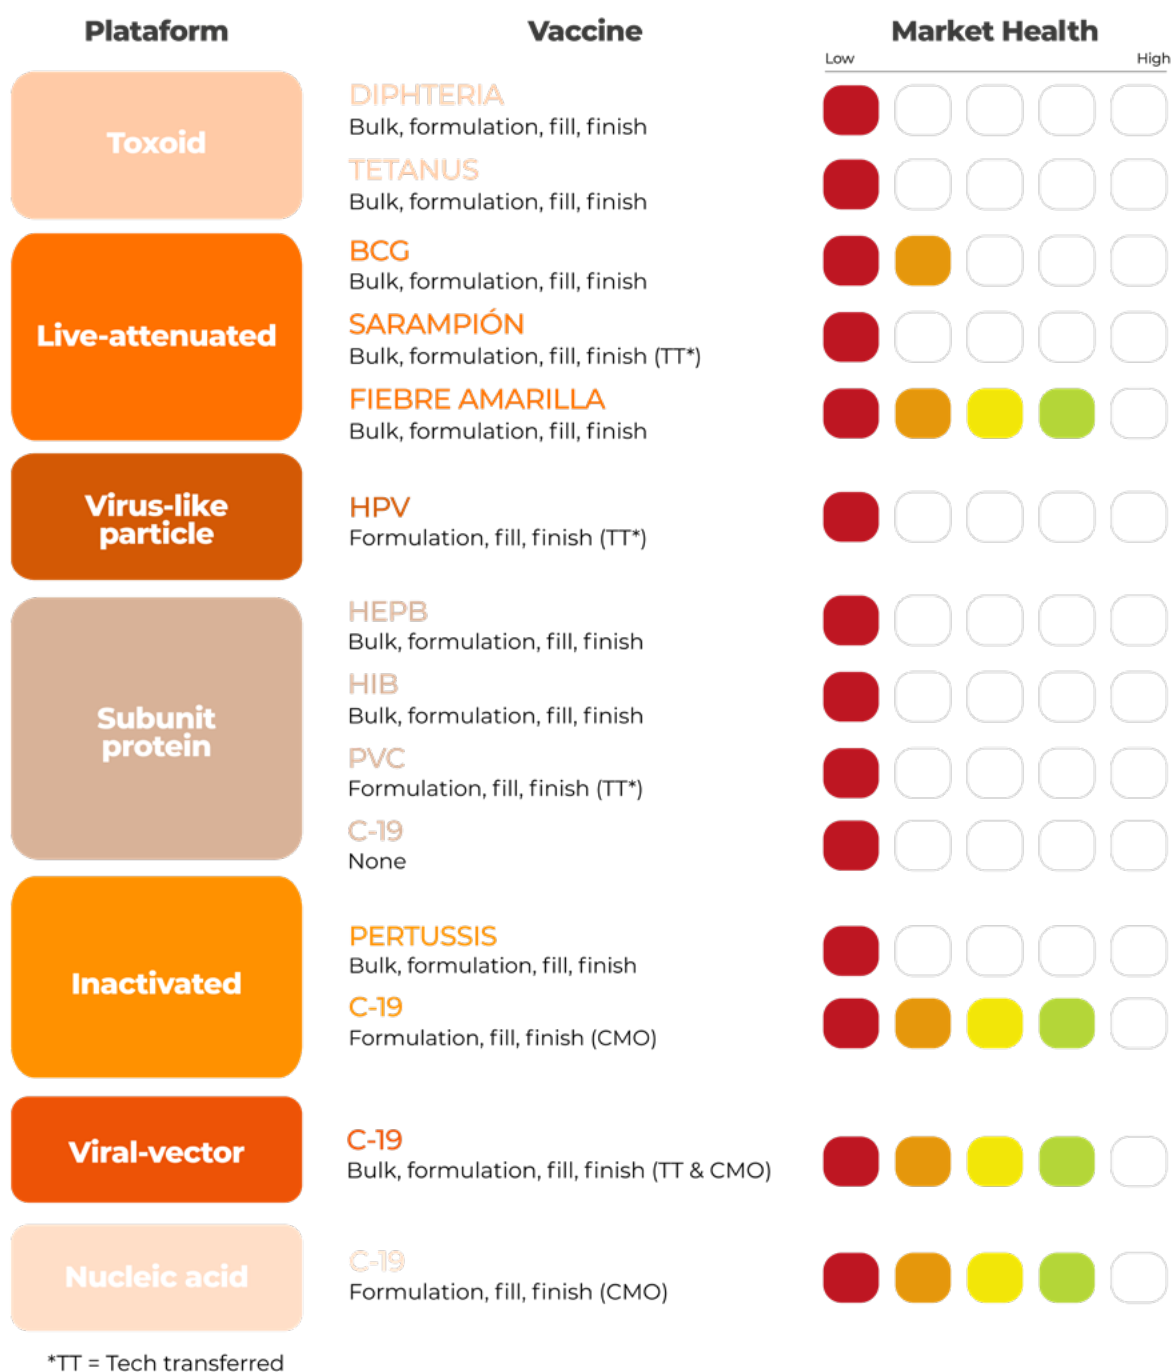 Plataform Vaccine Market Health
Low High
Toxoid
DIPHTERIA
Bulk, formulation, fill, finish
TETANUS
Bulk, formulation, fill, finish
Live-attenuated
BCG
Bulk, formulation, fill, finish
SARAMPIÓN
Bulk, formulation, fill, finish (TT*)
FIEBRE AMARILLA
Bulk, formulation, fill, finish
Virus-like
particle
HPV
Formulation, fill, finish (TT*)
Subunit
protein
HEPB
Bulk, formulation, fill, finish
HIB
Bulk, formulation, fill, finish
PVC
Formulation, fill, finish (TT*)
C-19
None
Inactivated
PERTUSSIS
Bulk, formulation, fill, finish
C-19
Formulation, fill, finish (CMO)
Viral-vector
C-19
Bulk, formulation, fill, finish (TT & CMO)
Nucleic acid
C-19
Formulation, fill, finish (CMO)
*TT = Tech transferred